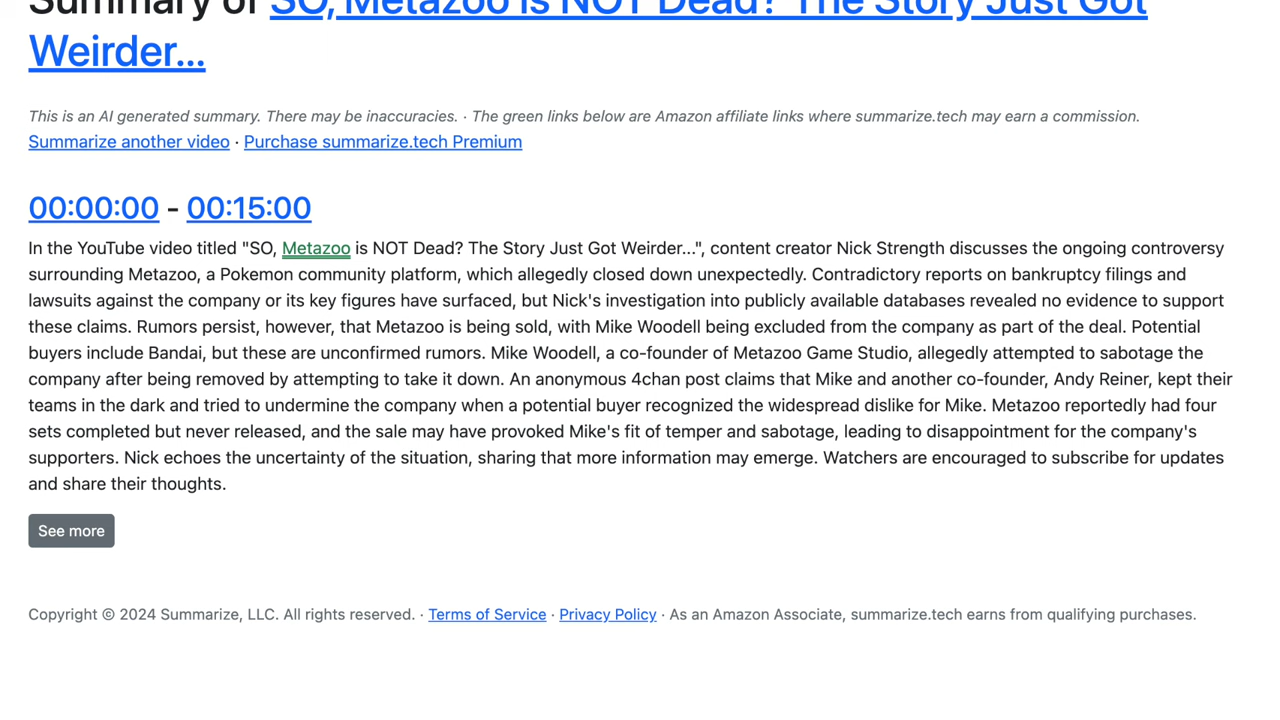 Summary of SO, Metazoo is NOT Dead? The Story Just Got
Weirder...
This is an AI generated summary. There may be inaccuracies. · The green links below are Amazon affiliate links where summarize.tech may earn a commission.
Summarize another video · Purchase summarize.tech Premium
00:00:00 - 00:15:00
In the YouTube video titled "SO, Metazoo is NOT Dead? The Story Just Got Weirder...", content creator Nick Strength discusses the ongoing controversy
surrounding Metazoo, a Pokemon community platform, which allegedly closed down unexpectedly. Contradictory reports on bankruptcy filings and
lawsuits against the company or its key figures have surfaced, but Nick's investigation into publicly available databases revealed no evidence to support
these claims. Rumors persist, however, that Metazoo is being sold, with Mike Woodell being excluded from the company as part of the deal. Potential
buyers include Bandai, but these are unconfirmed rumors. Mike Woodell, a co-founder of Metazoo Game Studio, allegedly attempted to sabotage the
company after being removed by attempting to take it down. An anonymous 4chan post claims that Mike and another co-founder, Andy Reiner, kept their
teams in the dark and tried to undermine the company when a potential buyer recognized the widespread dislike for Mike. Metazoo reportedly had four
sets completed but never released, and the sale may have provoked Mike's fit of temper and sabotage, leading to disappointment for the company's
supporters. Nick echoes the uncertainty of the situation, sharing that more information may emerge. Watchers are encouraged to subscribe for updates
and share their thoughts.
See more
Copyright © 2024 Summarize, LLC. All rights reserved. · Terms of Service · Privacy Policy · As an Amazon Associate, summarize.tech earns from qualifying purchases.